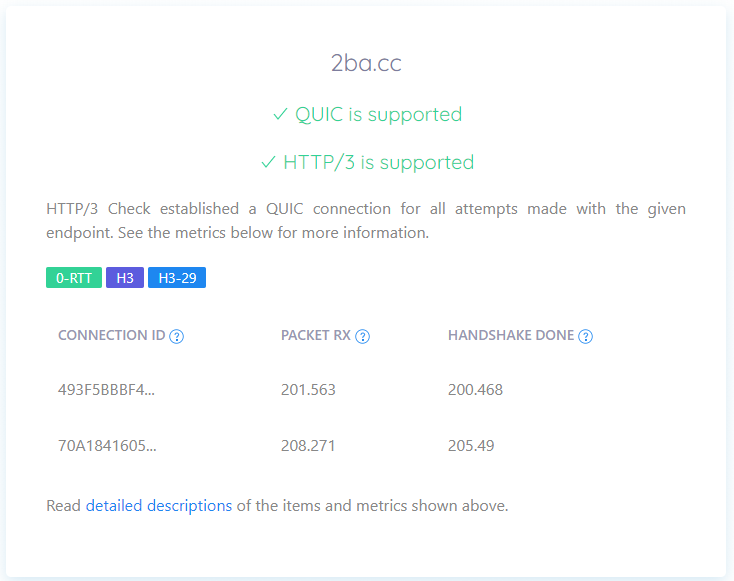 2ba.cc
✓ QUIC is supported
✓ HTTP/3 is supported
HTTP/3 Check established a QUIC connection for all attempts made with the given
endpoint. See the metrics below for more information.
0-RTT H3 H3-29
CONNECTION ID ? PACKET RX ? HANDSHAKE DONE ?
493F5BBBF4... 201.563 200.468
70A1841605... 208.271 205.49
Read detailed descriptions of the items and metrics shown above.